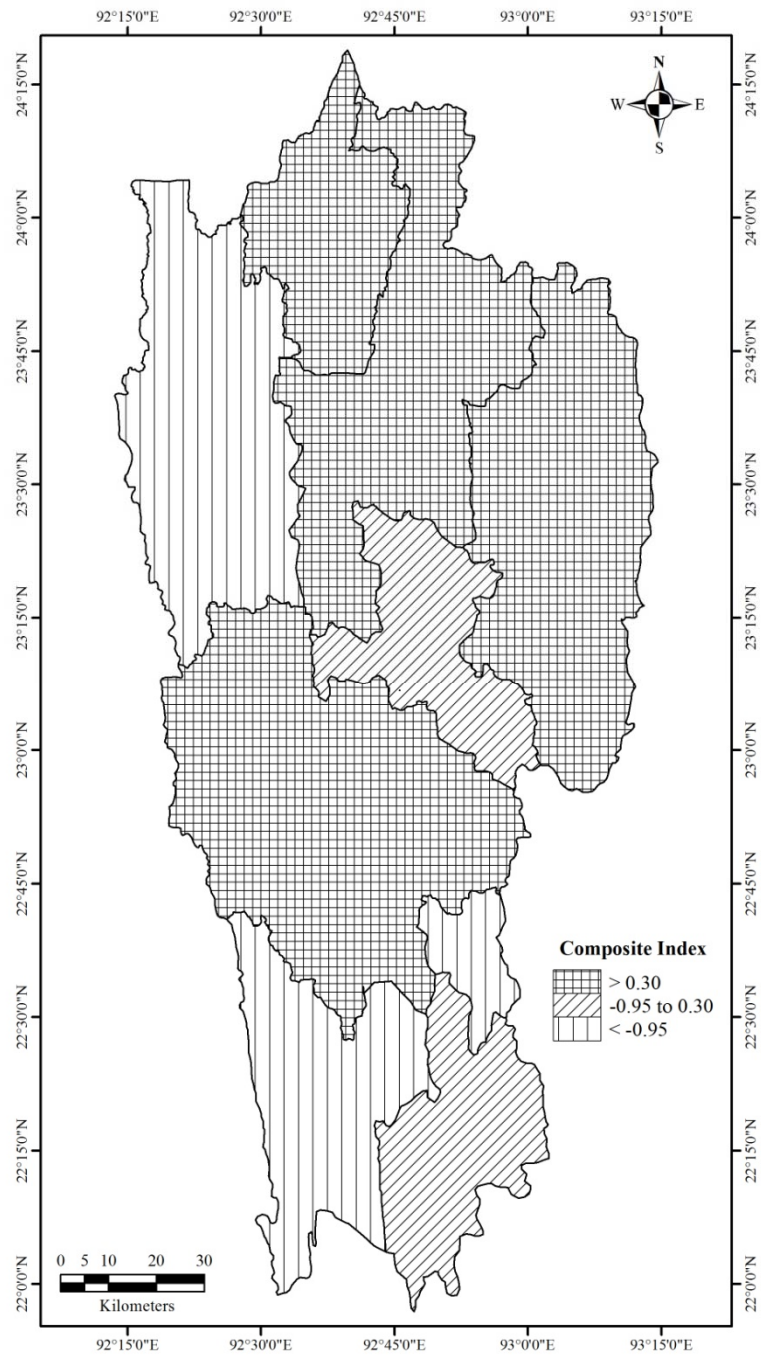 92°15'0"E 92°30'0"E 92°45'0"E 93°0'0"E 93°15'0"E
24°15'0"N 24°15'0"N
N
W E
S
24°0'0"N 24°0'0"N
23°45'0"N 23°45'0"N
23°30'0"N 23°30'0"N
23°15'0"N 23°15'0"N
23°0'0"N 23°0'0"N
22°45'0"N 22°45'0"N
Composite Index
> 0.30
-0.95 to 0.30
< -0.95
22°30'0"N 22°30'0"N
22°15'0"N 22°15'0"N
0 5 10 20 30
Kilometers
22°0'0"N 22°0'0"N
92°15'0"E 92°30'0"E 92°45'0"E 93°0'0"E 93°15'0"E